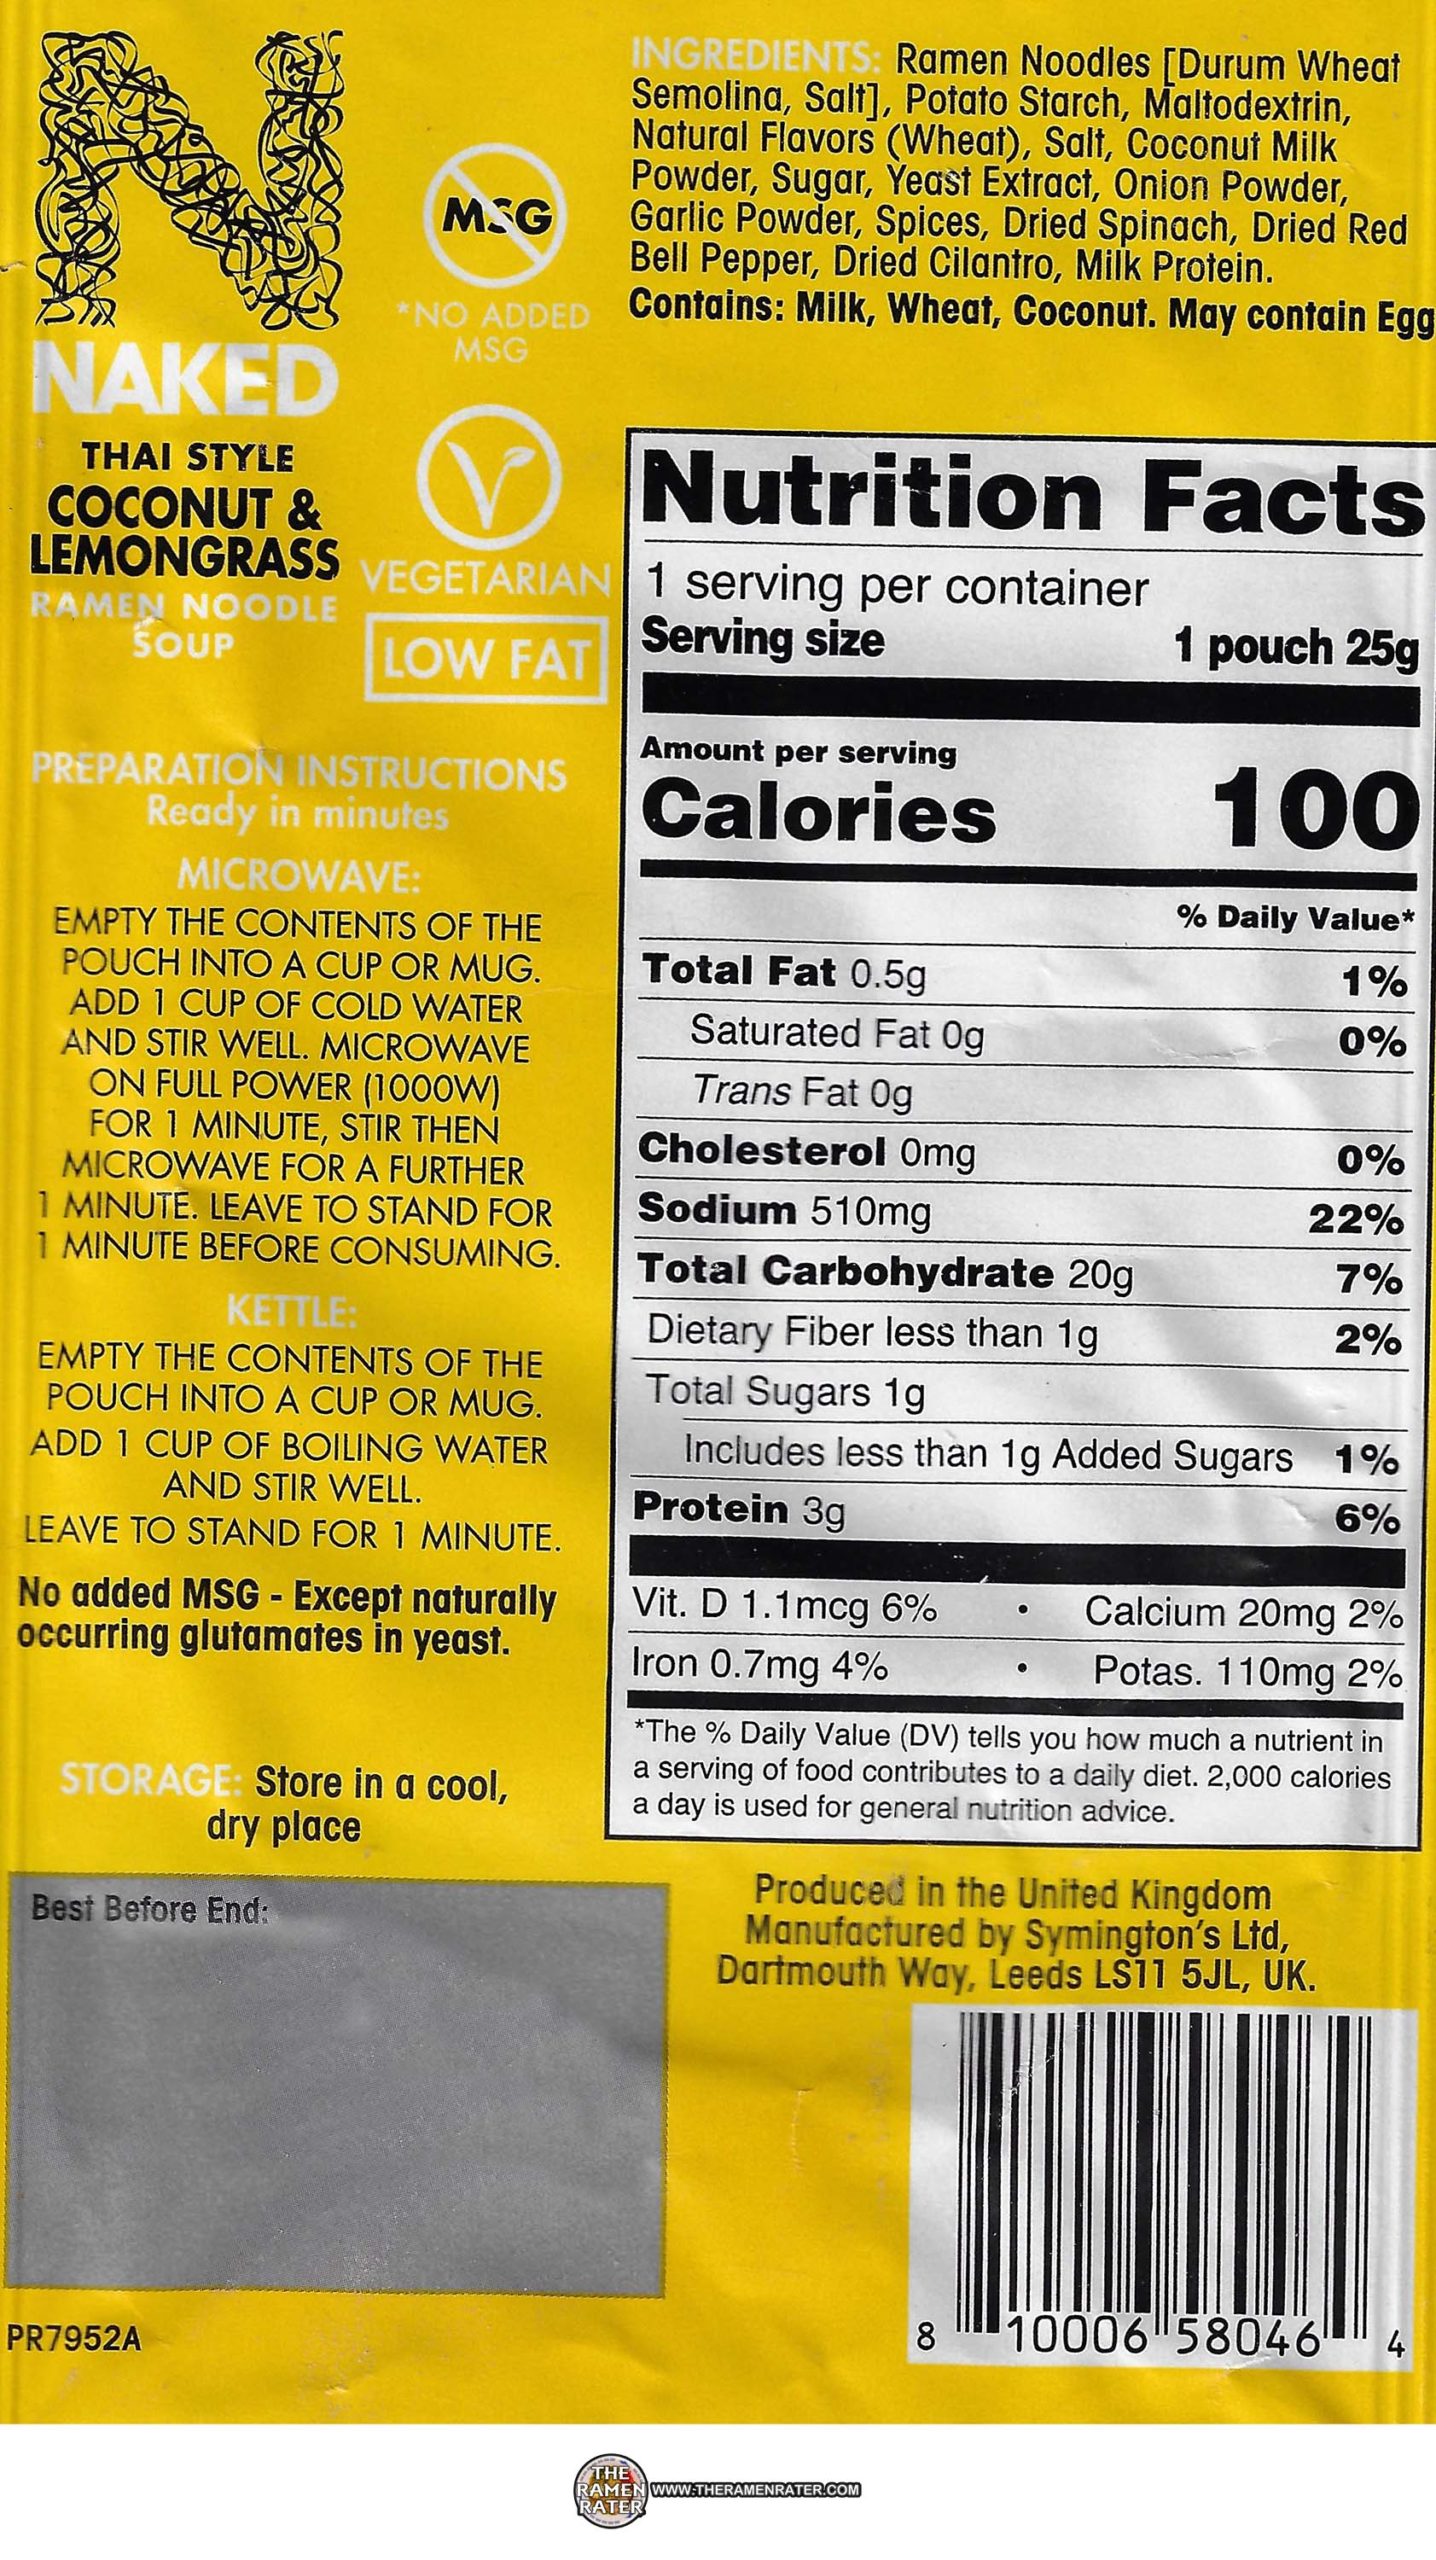 NAKED
THAI STYLE
COCONUT &
LEMONGRASS
RAMEN NOODLE
SOUP
MSG
*NO ADDED
MSG
V
VEGETARIAN
LOW FAT
PREPARATION INSTRUCTIONS
Ready in minutes
MICROWAVE:
EMPTY THE CONTENTS OF THE
POUCH INTO A CUP OR MUG.
ADD 1 CUP OF COLD WATER
AND STIR WELL. MICROWAVE
ON FULL POWER (1000W)
FOR 1 MINUTE, STIR THEN
MICROWAVE FOR A FURTHER
1 MINUTE. LEAVE TO STAND FOR
1 MINUTE BEFORE CONSUMING.
KETTLE:
EMPTY THE CONTENTS OF THE
POUCH INTO A CUP OR MUG.
ADD 1 CUP OF BOILING WATER
AND STIR WELL.
LEAVE TO STAND FOR 1 MINUTE.
No added MSG - Except naturally
occurring glutamates in yeast.
STORAGE: Store in a cool,
dry place
Best Before End:
PR7952A
INGREDIENTS: Ramen Noodles [Durum Wheat
Semolina, Salt], Potato Starch, Maltodextrin,
Natural Flavors (Wheat), Salt, Coconut Milk
Powder, Sugar, Yeast Extract, Onion Powder,
Garlic Powder, Spices, Dried Spinach, Dried Red
Bell Pepper, Dried Cilantro, Milk Protein.
Contains: Milk, Wheat, Coconut. May contain Egg
Nutrition Facts
1 serving per container
Serving size 1 pouch 25g
Amount per serving
Calories 100
% Daily Value*
Total Fat 0.5g 1%
Saturated Fat 0g 0%
Trans Fat 0g
Cholesterol 0mg 0%
Sodium 510mg 22%
Total Carbohydrate 20g 7%
Dietary Fiber less than 1g 2%
Total Sugars 1g
Includes less than 1g Added Sugars 1%
Protein 3g 6%
Vit. D 1.1mcg 6% • Calcium 20mg 2%
Iron 0.7mg 4% • Potas. 110mg 2%
*The % Daily Value (DV) tells you how much a nutrient in
a serving of food contributes to a daily diet. 2,000 calories
a day is used for general nutrition advice.
Produced in the United Kingdom
Manufactured by Symington's Ltd,
Dartmouth Way, Leeds LS11 5JL, UK.
8 10006 58046 4
THE
RAMEN
RATER
WWW.THERAMENRATER.COM